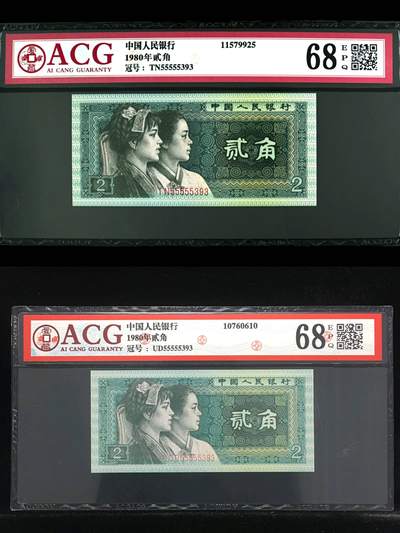 ACG
AI CANG GUARANTY
中国人民银行
1980年贰角
冠号：TN55555393
11579925
68
E
P
Q
中国人民银行
贰角
2
TN55555393
2
ACG
AI CANG GUARANTY
中国人民银行
1980年贰角
冠号：UD55555393
10760610
68
E
P
Q
中国人民银行
贰角
2
UD55555393
2